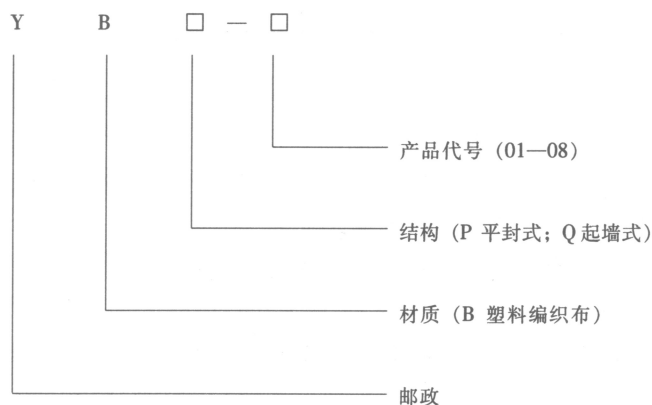 Y B □ — □
产品代号 (01—08)
结构 (P 平封式; Q 起墙式)
材质 (B 塑料编织布)
邮政